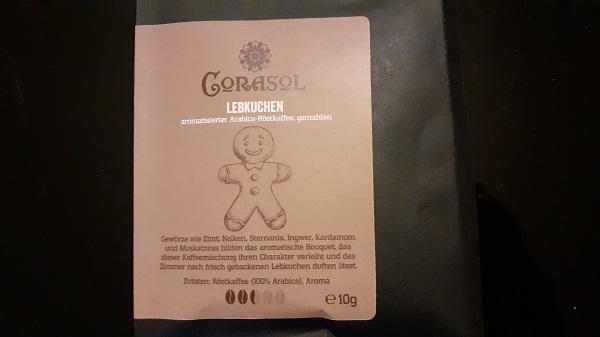 CORASOL
LEBKUCHEN
aromatisierter Arabica-Röstkaffee, gemahlen
Gewürze wie Zimt, Nelken, Sternanis, Ingwer, Kardamom
und Muskatnoss bilden das aromatische Bouquet, das
dieser Kaffeemischung ihren Charakter verleiht und das
Zimmer nach frisch gebackenen Lebkuchen duften lässt.
Zutaten: Röstkaffee (100% Arabica), Aroma
℮10g